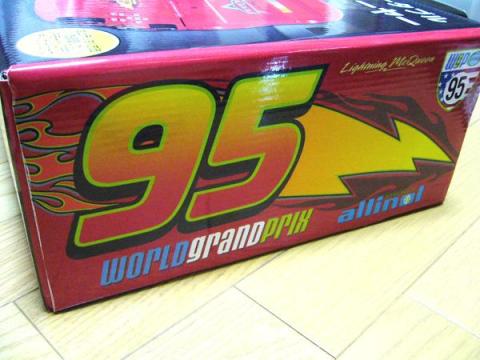 Lightning McQueen
WGP
95
95
WORLDGRANDPRIX
allinol